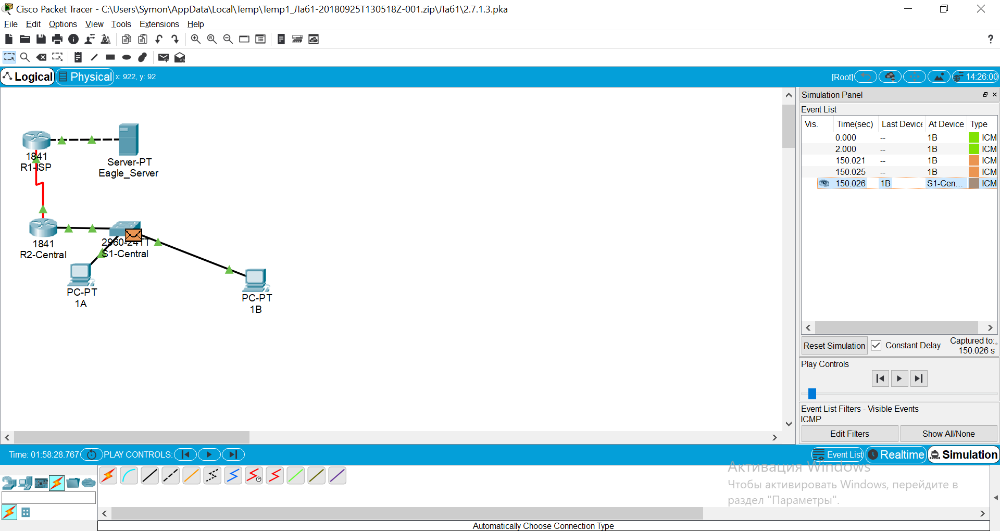 Cisco Packet Tracer - C:\Users\Symon\AppData\Local\Temp\Temp1_Лаб1-20180925T130518Z-001.zip\Лаб1\2.7.1.3.pka
File Edit Options View Tools Extensions Help
?
Logical Physical x: 922, y: 92 [Root] 14:26:00
Simulation Panel
Event List
Vis. Time(sec) Last Device At Device Type
0.000 -- 1B ICM
2.000 -- 1B ICM
150.021 -- 1B ICM
150.025 -- 1B ICM
150.026 1B S1-Cen... ICM
1841
R1-ISP
Server-PT
Eagle_Server
1841
R2-Central
2960-24TT
S1-Central
PC-PT
1A
PC-PT
1B
Reset Simulation Constant Delay Captured to:*
150.026 s
Play Controls
Event List Filters - Visible Events
ICMP
Edit Filters Show All/None
Time: 01:58:28.767 PLAY CONTROLS: Event List Realtime Simulation
Активация Windows
Чтобы активировать Windows, перейдите в
раздел "Параметры".
Automatically Choose Connection Type